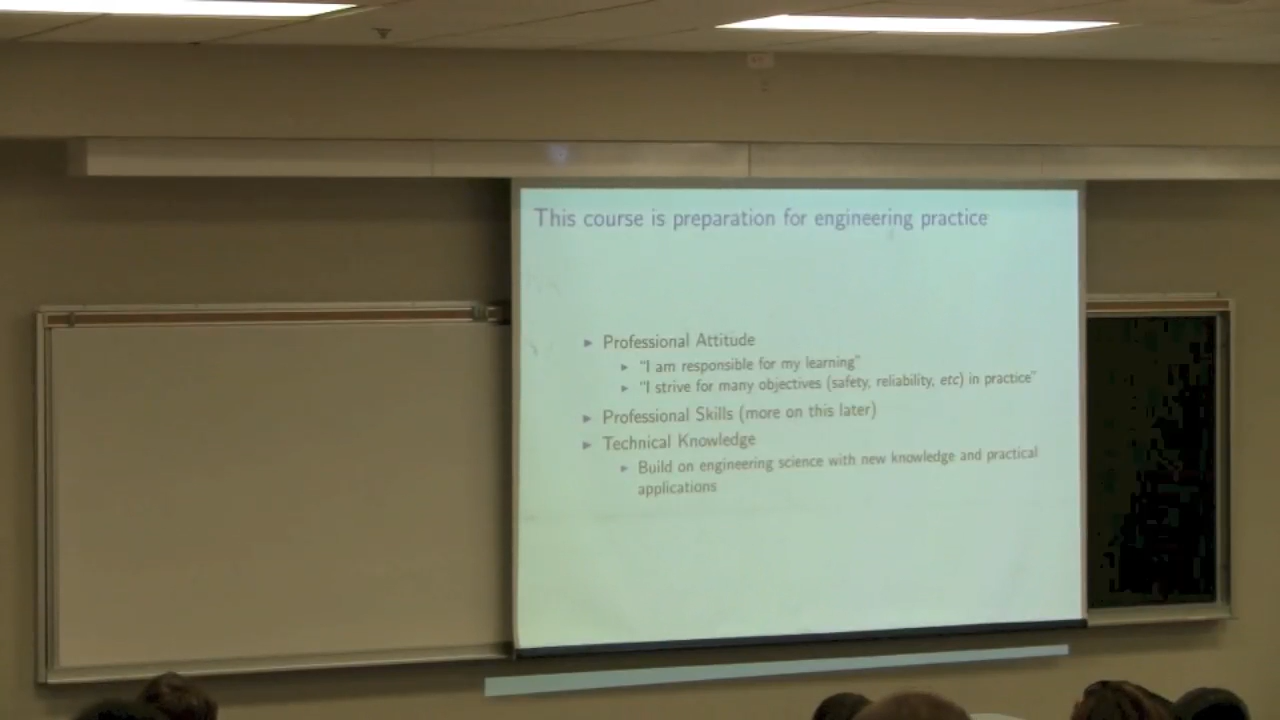 This course is preparation for engineering practice
▶ Professional Attitude
▶ "I am responsible for my learning"
▶ "I strive for many objectives (safety, reliability, etc) in practice"
▶ Professional Skills (more on this later)
▶ Technical Knowledge
▶ Build on engineering science with new knowledge and practical
applications